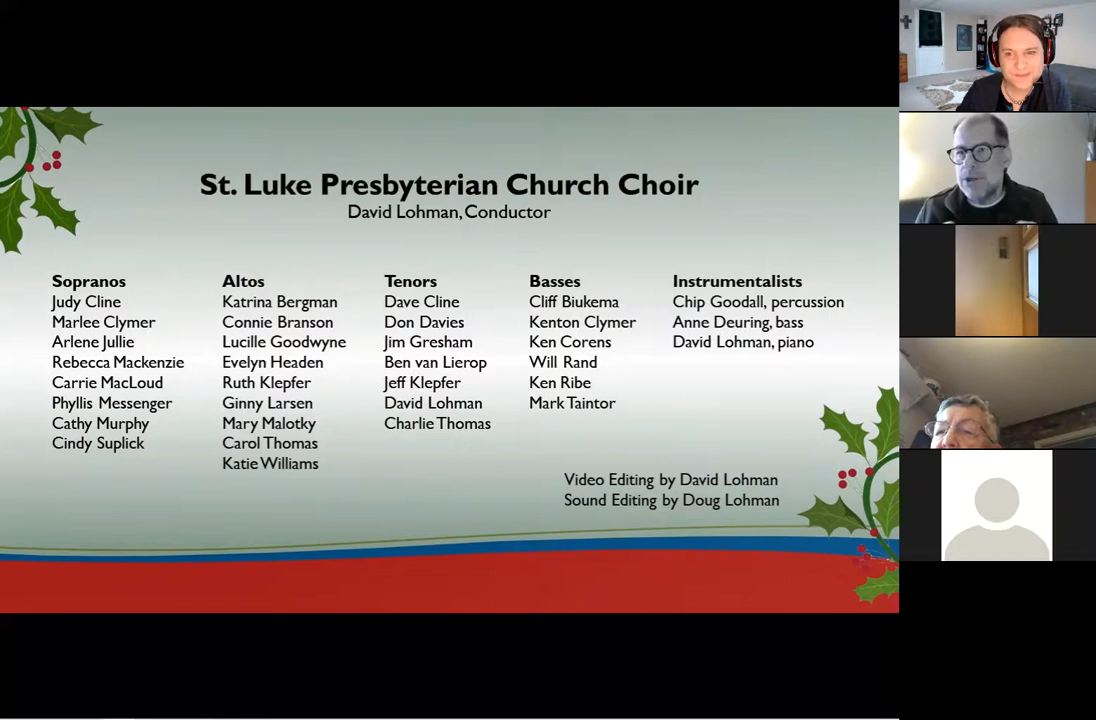 St. Luke Presbyterian Church Choir
David Lohman, Conductor
Sopranos
Judy Cline
Marlee Clymer
Arlene Jullie
Rebecca Mackenzie
Carrie MacLoud
Phyllis Messenger
Cathy Murphy
Cindy Suplick
Altos
Katrina Bergman
Connie Branson
Lucille Goodwyne
Evelyn Headen
Ruth Klepfer
Ginny Larsen
Mary Malotky
Carol Thomas
Katie Williams
Tenors
Dave Cline
Don Davies
Jim Gresham
Ben van Lierop
Jeff Klepfer
David Lohman
Charlie Thomas
Basses
Cliff Biukema
Kenton Clymer
Ken Corens
Will Rand
Ken Ribe
Mark Taintor
Instrumentalists
Chip Goodall, percussion
Anne Deuring, bass
David Lohman, piano
Video Editing by David Lohman
Sound Editing by Doug Lohman